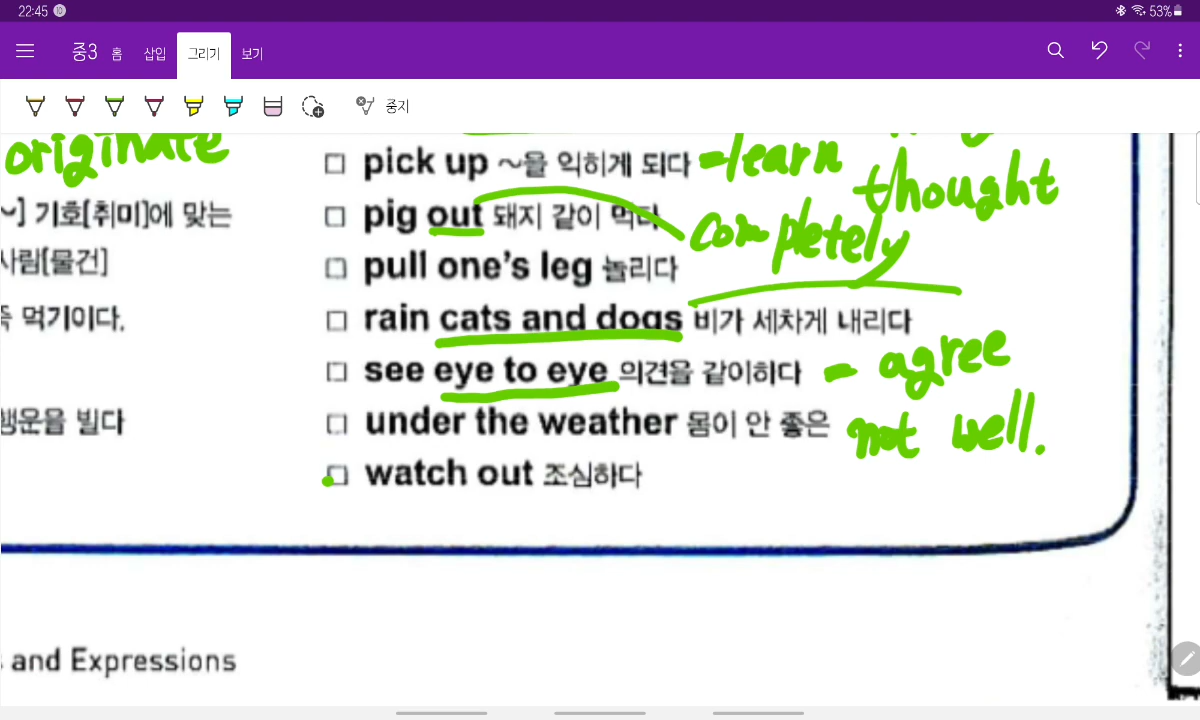 22:45
53%
중3 홈 삽입 그리기 보기
중지
originate
pick up ~을 익히게 되다 - learn
thought
~] 기호[취미]에 맞는
pig out 돼지 같이 먹다
completely
사람[물건]
pull one's leg 놀리다
먹기이다.
rain cats and dogs 비가 세차게 내리다
see eye to eye 의견을 같이하다 - agree
행운을 빌다
under the weather 몸이 안 좋은 not well.
watch out 조심하다
and Expressions